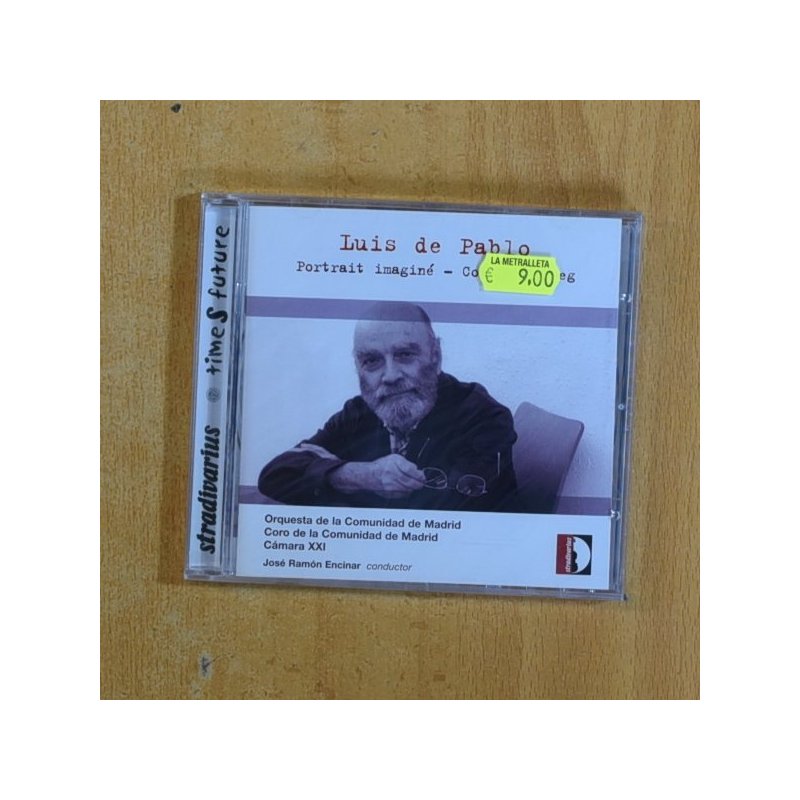 Luis de Pablo
Portrait imaginé - Co
LA METRALLETA
€ 9,00
stradivarius timeS future
Orquesta de la Comunidad de Madrid
Coro de la Comunidad de Madrid
Cámara XXI
José Ramón Encinar conductor
stradivarius